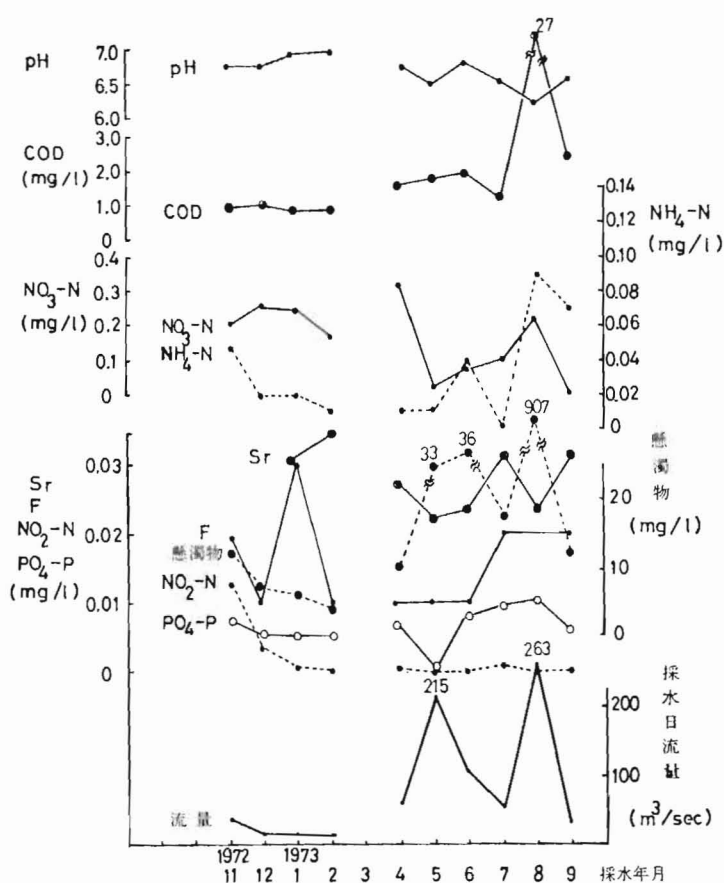 27
pH
7.0
6.5
6.0
pH
COD
(mg/l)
3.0
2.0
1.0
0
COD
0.14
0.12
0.10
0.08
0.06
0.04
0.02
0
NH₄-N
(mg/l)
NO₃-N
(mg/l)
0.4
0.3
0.2
0.1
0
NO₃-N
NH₄-N
907
33
36
Sr
Sr
F
NO₂-N
PO₄-P
(mg/l)
0.03
0.02
0.01
0
F
懸濁物
NO₂-N
PO₄-P
懸濁物
20
(mg/l)
10
0
215
263
採水日流量
200
100
(m³/sec)
流量
1972 1973
11 12 1 2 3 4 5 6 7 8 9 採水年月